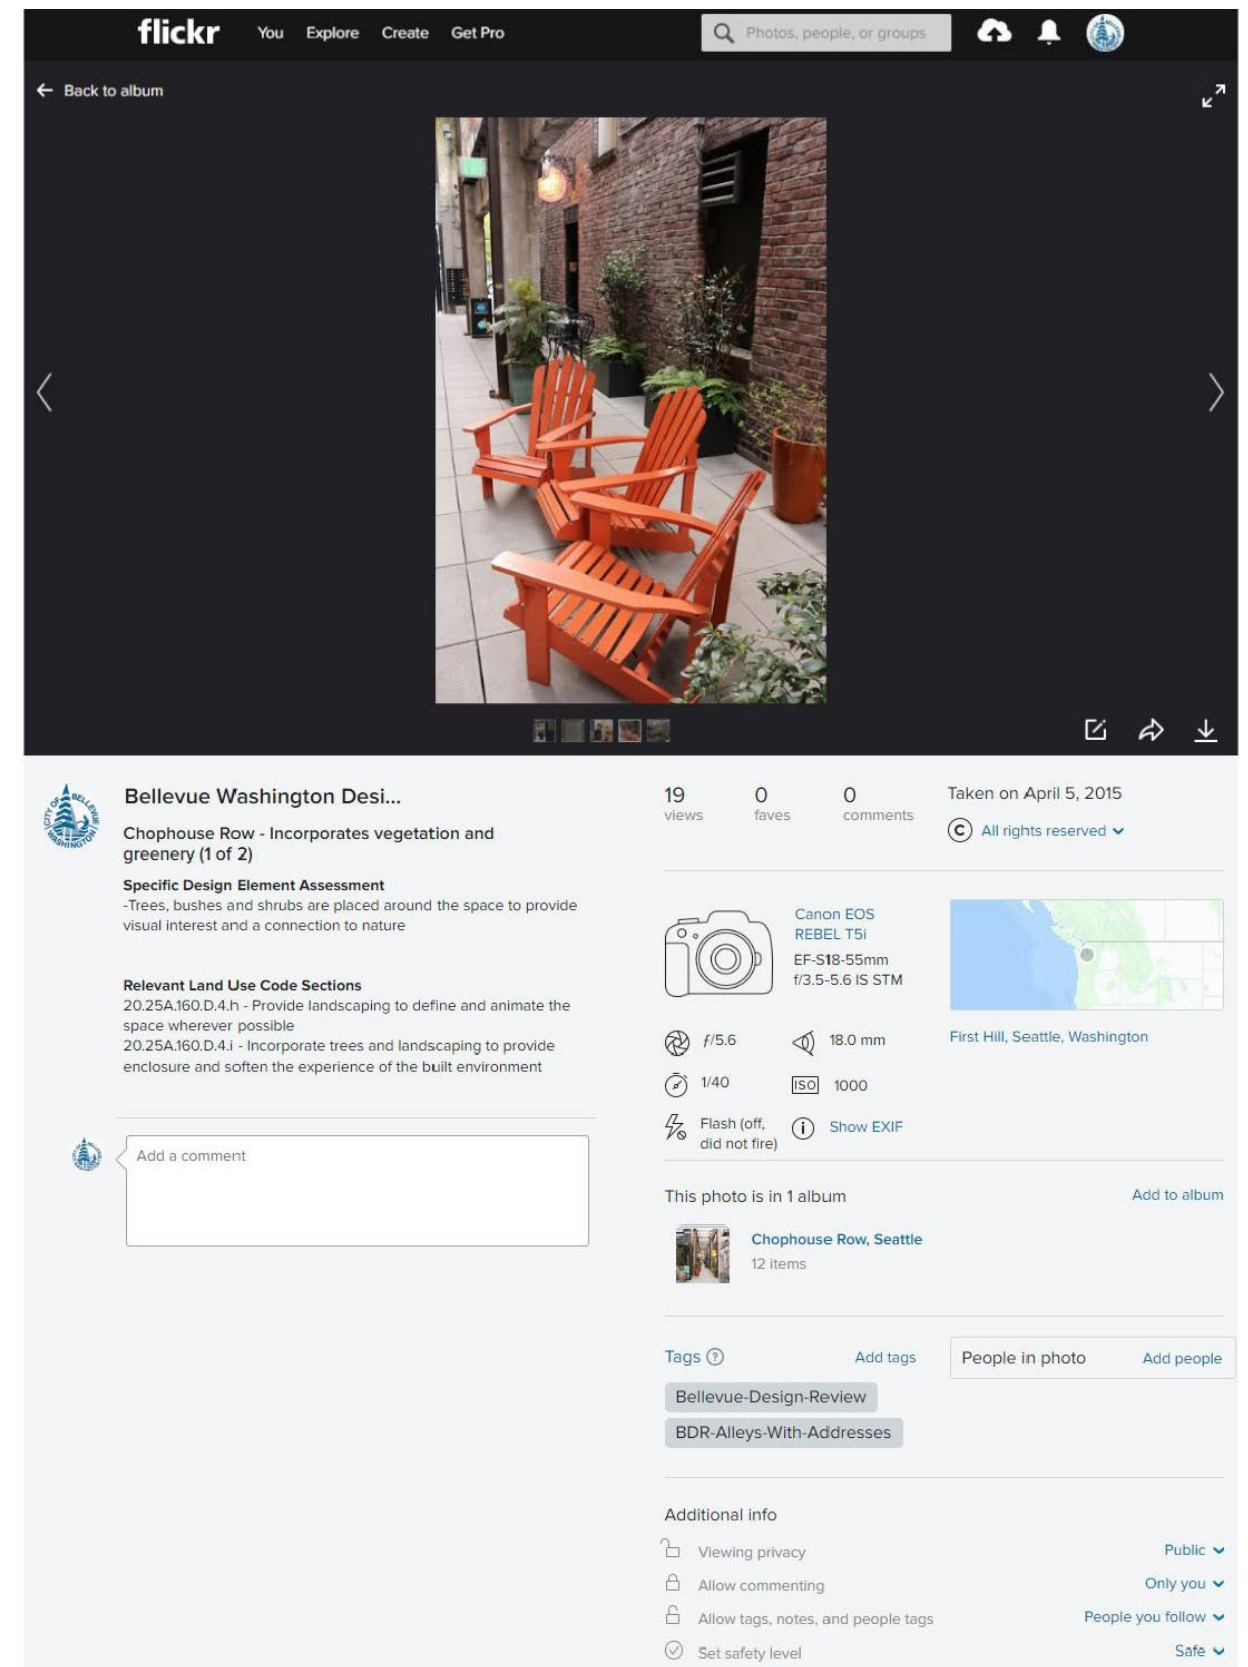 flickr You Explore Create Get Pro Photos, people, or groups
Back to album
Bellevue Washington Desi...
Chophouse Row - Incorporates vegetation and
greenery (1 of 2)
Specific Design Element Assessment
-Trees, bushes and shrubs are placed around the space to provide
visual interest and a connection to nature
Relevant Land Use Code Sections
20.25A.160.D.4.h - Provide landscaping to define and animate the
space wherever possible
20.25A.160.D.4.i - Incorporate trees and landscaping to provide
enclosure and soften the experience of the built environment
Add a comment
19 0 0
views faves comments
Taken on April 5, 2015
All rights reserved
Canon EOS
REBEL T5i
EF-S18-55mm
f/3.5-5.6 IS STM
ƒ/5.6 18.0 mm
1/40 ISO 1000
Flash (off,
did not fire)
Show EXIF
First Hill, Seattle, Washington
This photo is in 1 album Add to album
Chophouse Row, Seattle
12 items
Tags ? Add tags
People in photo Add people
Bellevue-Design-Review
BDR-Alleys-With-Addresses
Additional info
Viewing privacy Public
Allow commenting Only you
Allow tags, notes, and people tags People you follow
Set safety level Safe
CITY OF BELLEVUE WASHINGTON